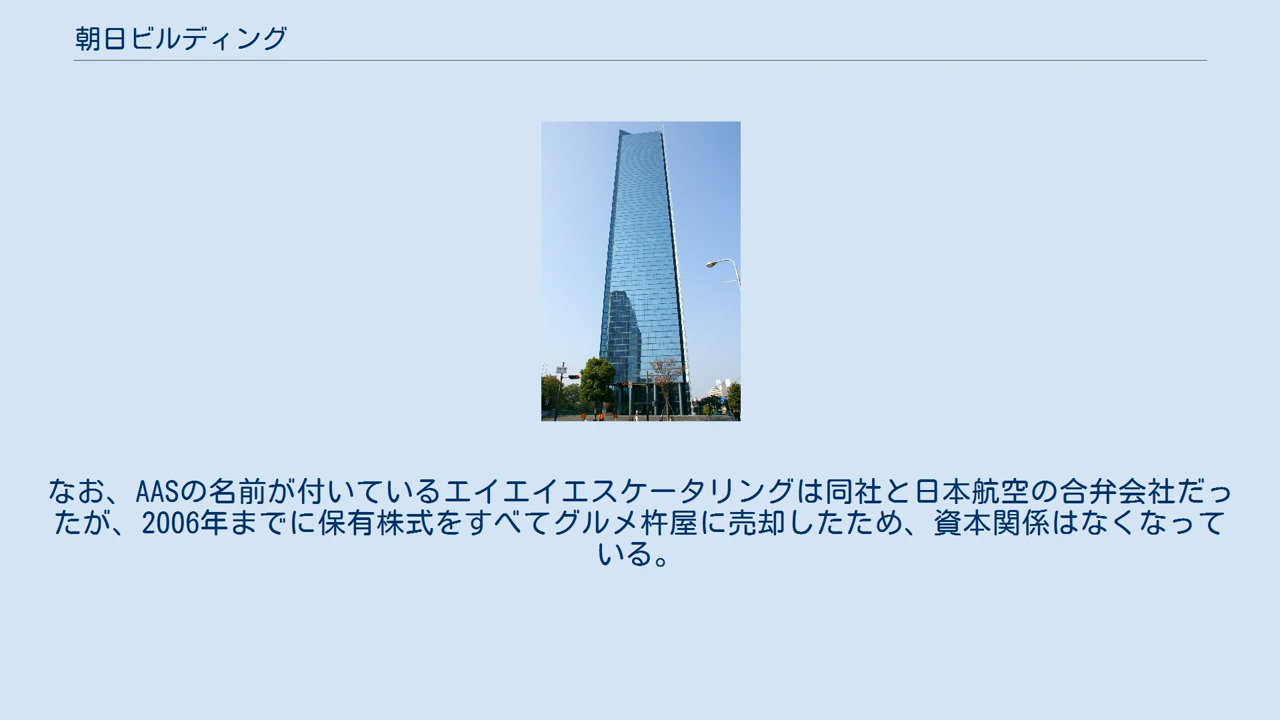 朝日ビルディング
なお、AASの名前が付いているエイエイエスケータリングは同社と日本航空の合弁会社だっ
たが、2006年までに保有株式をすべてグルメ杵屋に売却したため、資本関係はなくなって
いる。